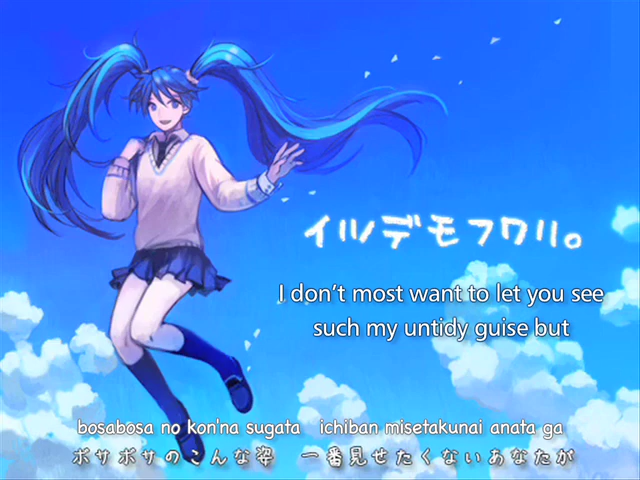 イツデモフワリ。
I don't most want to let you see
such my untidy guise but
bosabosa no kon'na sugata ichiban misetakunai anata ga
ボサボサのこんな姿 一番見せたくないあなたが